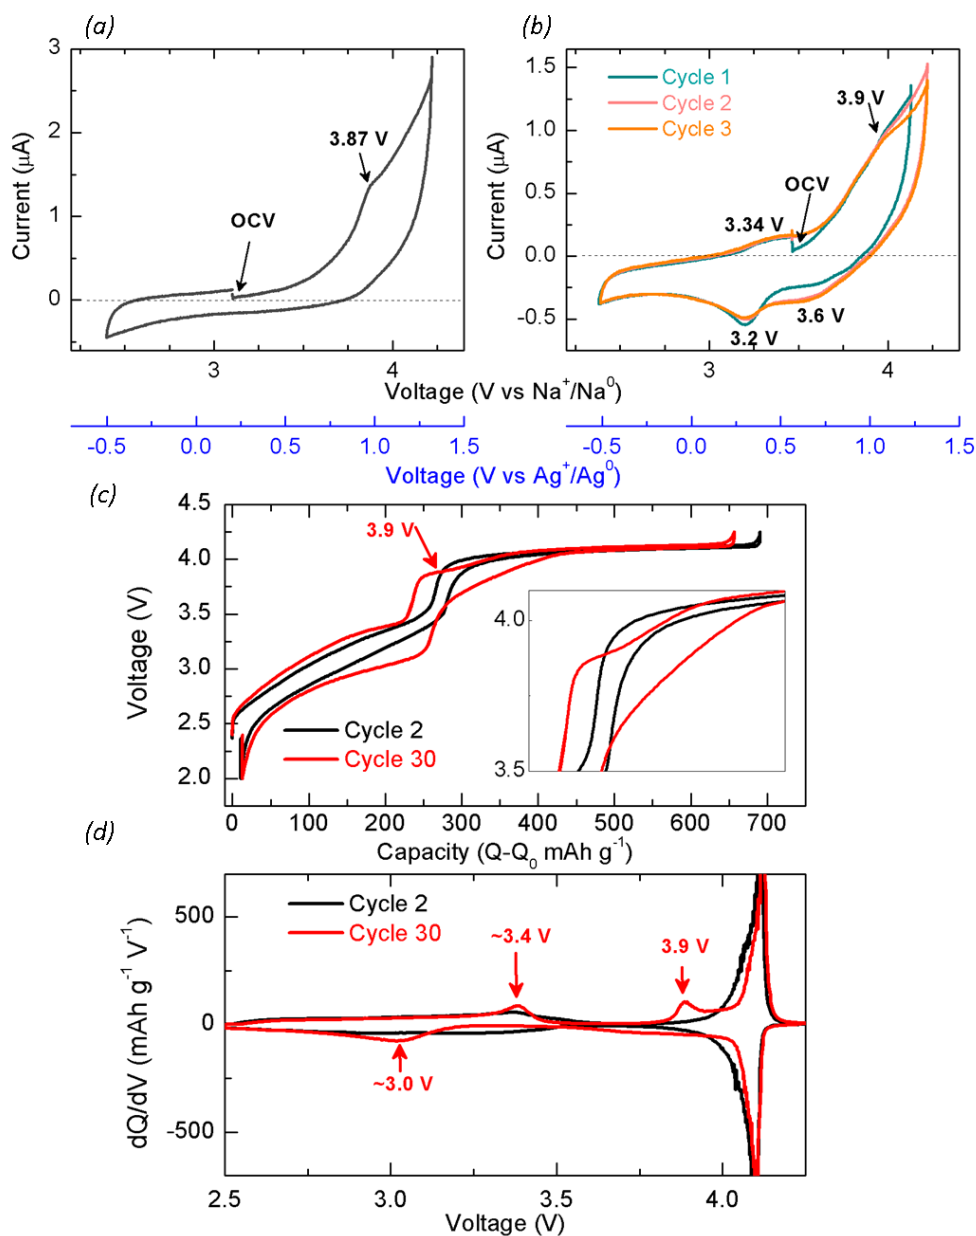 (a)
(b)
3
2
1
0
Current (µA)
3.87 V
OCV
3
4
1.5
1.0
0.5
0.0
-0.5
Current (µA)
Cycle 1
Cycle 2
Cycle 3
3.9 V
OCV
3.34 V
3.6 V
3.2 V
3
4
Voltage (V vs Na⁺/Na⁰)
-0.5 0.0 0.5 1.0 1.5
-0.5 0.0 0.5 1.0 1.5
Voltage (V vs Ag⁺/Ag⁰)
(c)
4.5
4.0
3.5
3.0
2.5
2.0
Voltage (V)
3.9 V
4.0
3.5
Cycle 2
Cycle 30
0 100 200 300 400 500 600 700
Capacity (Q-Q₀ mAh g⁻¹)
(d)
500
0
-500
dQ/dV (mAh g⁻¹ V⁻¹)
Cycle 2
Cycle 30
~3.4 V
3.9 V
~3.0 V
2.5 3.0 3.5 4.0
Voltage (V)